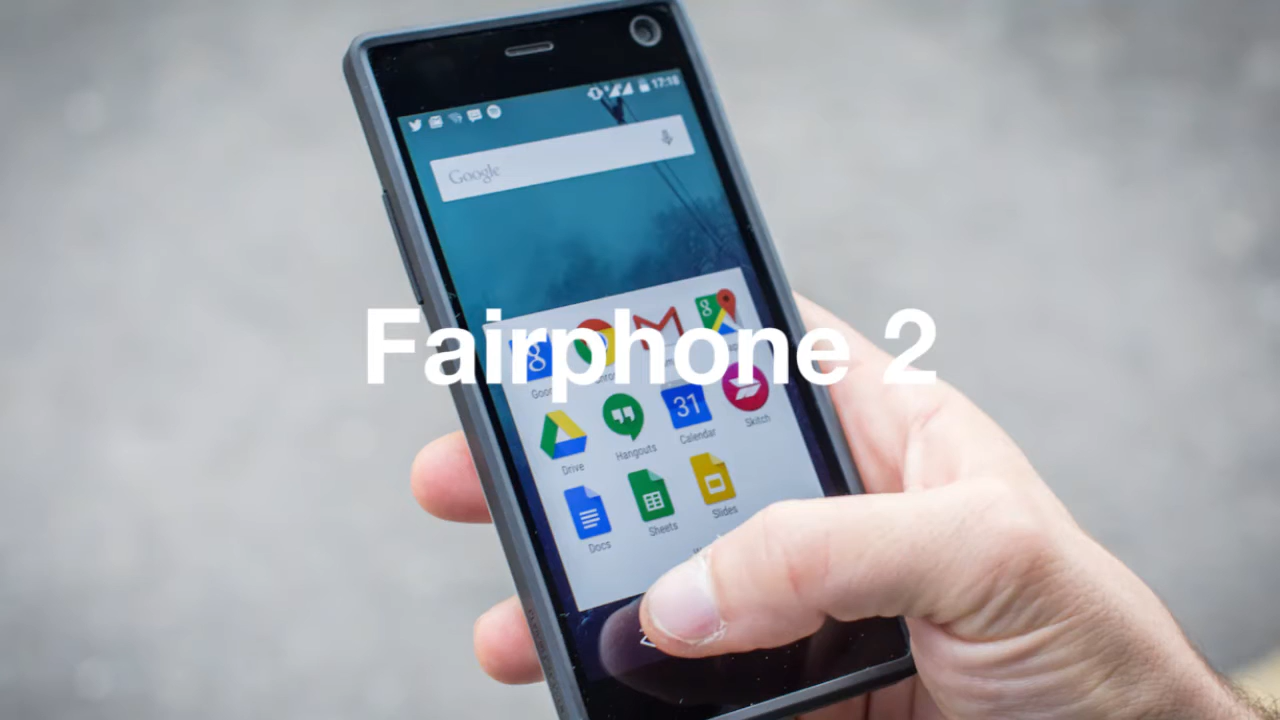 17:18
Google
Fairphone 2
Drive
Hangouts
31
Calendar
Skitch
Docs
Sheets
Slides